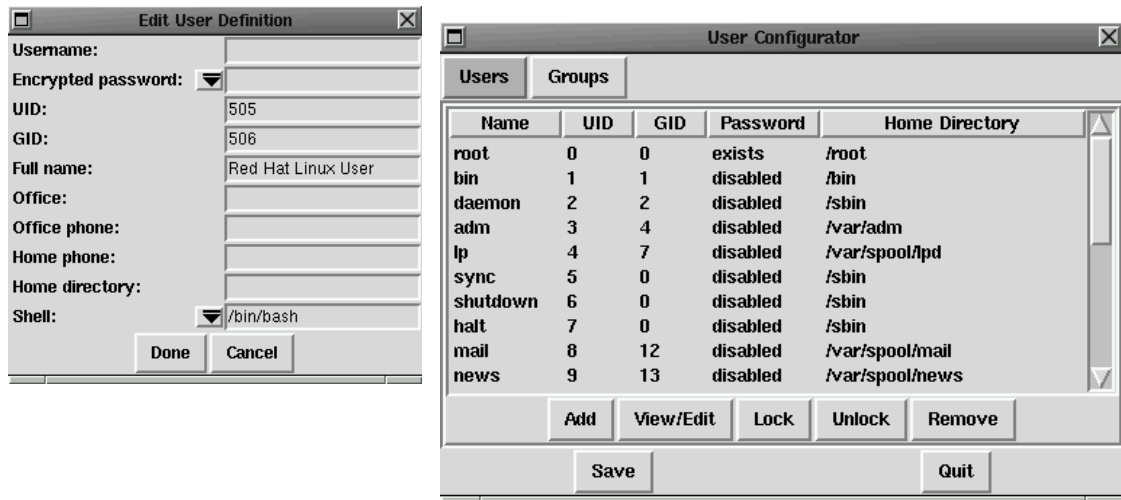 Edit User Definition
Username:
Encrypted password:
UID: 505
GID: 506
Full name: Red Hat Linux User
Office:
Office phone:
Home phone:
Home directory:
Shell: /bin/bash
Done Cancel
User Configurator
Users Groups
Name UID GID Password Home Directory
root 0 0 exists /root
bin 1 1 disabled /bin
daemon 2 2 disabled /sbin
adm 3 4 disabled /var/adm
lp 4 7 disabled /var/spool/lpd
sync 5 0 disabled /sbin
shutdown 6 0 disabled /sbin
halt 7 0 disabled /sbin
mail 8 12 disabled /var/spool/mail
news 9 13 disabled /var/spool/news
Add View/Edit Lock Unlock Remove
Save Quit